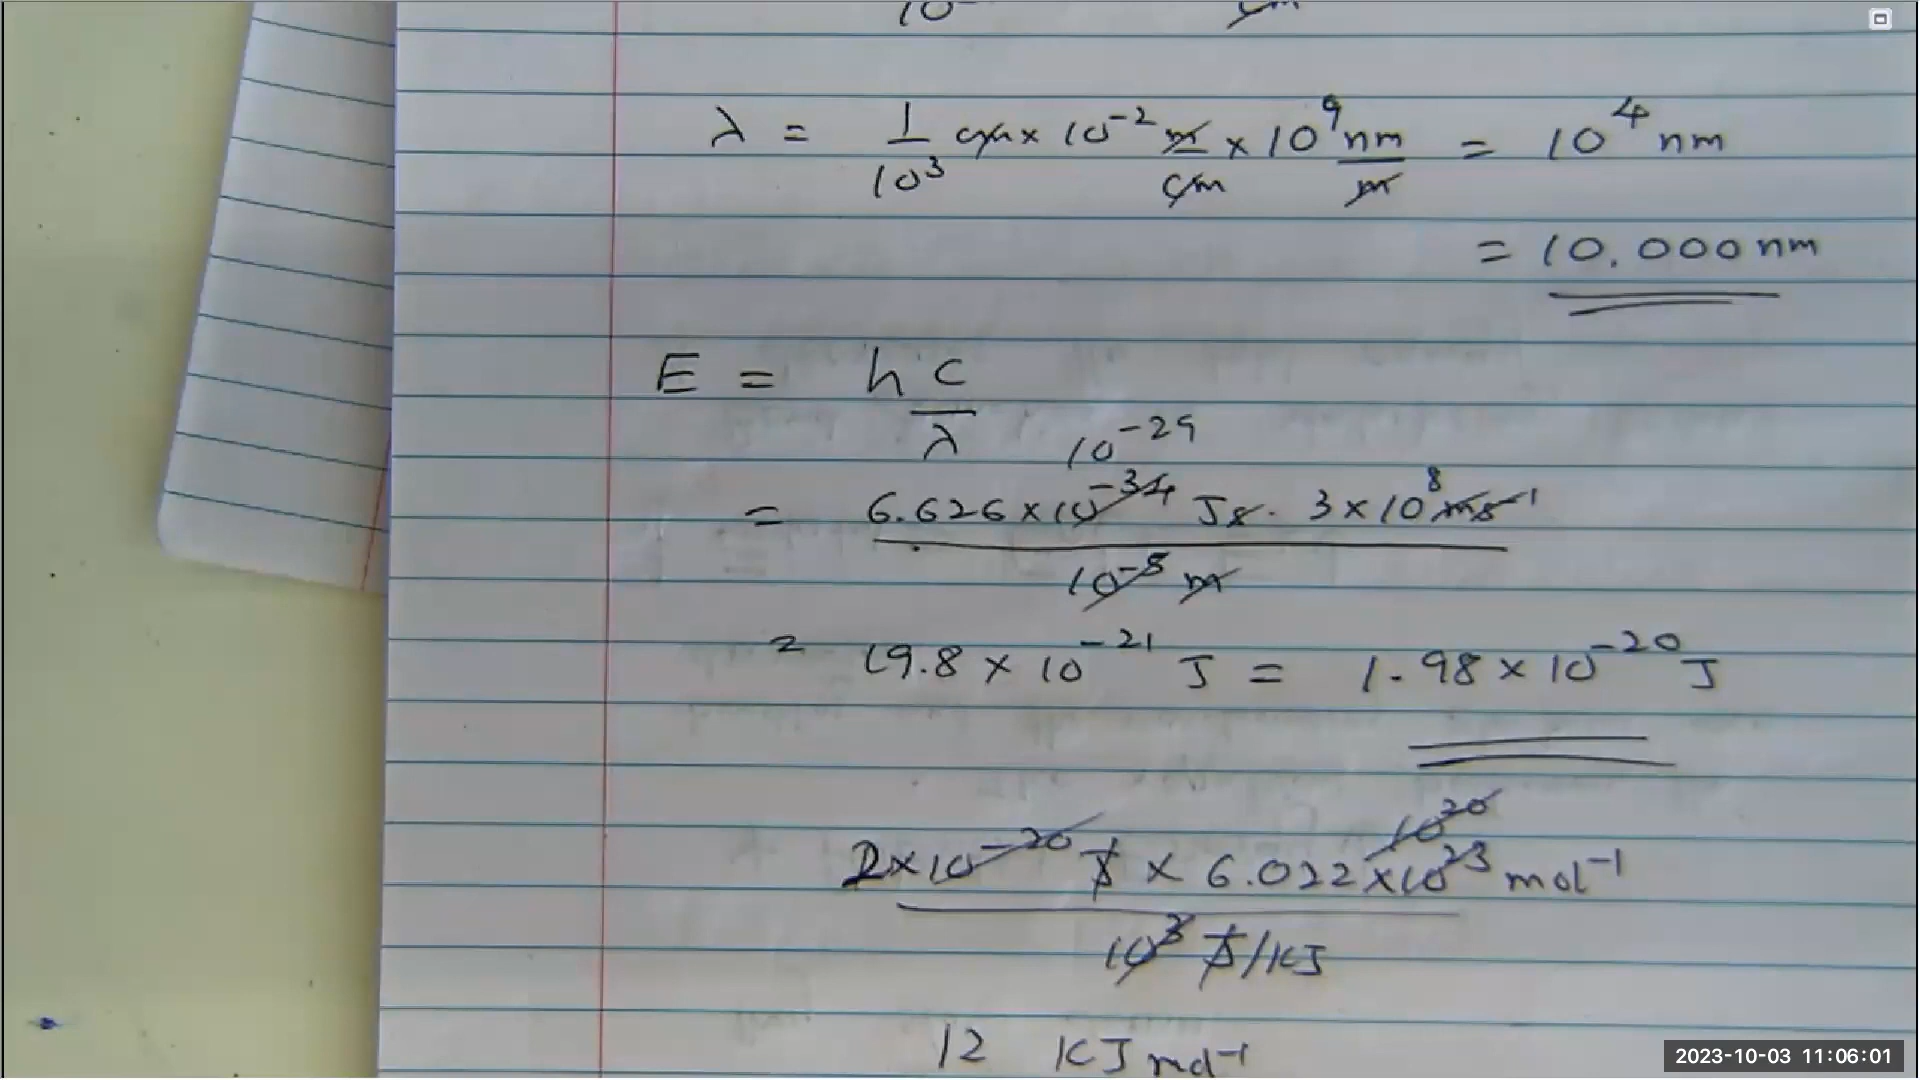 10⁻ cm
λ = 1/10³ cm × 10⁻² m/cm × 10⁹ nm/m = 10⁴ nm
= 10.000 nm
E = h c/λ
10⁻²⁹
= 6.626 × 10⁻³⁴ Js. 3 × 10⁸ ms⁻¹
10⁻⁵ m
= 19.8 × 10⁻²¹ J = 1.98 × 10⁻²⁰ J
10²⁰
2 × 10⁻²⁰ J × 6.022 × 10²³ mol⁻¹
10³ J/KJ
12 KJ mol⁻¹
2023-10-03 11:06:01